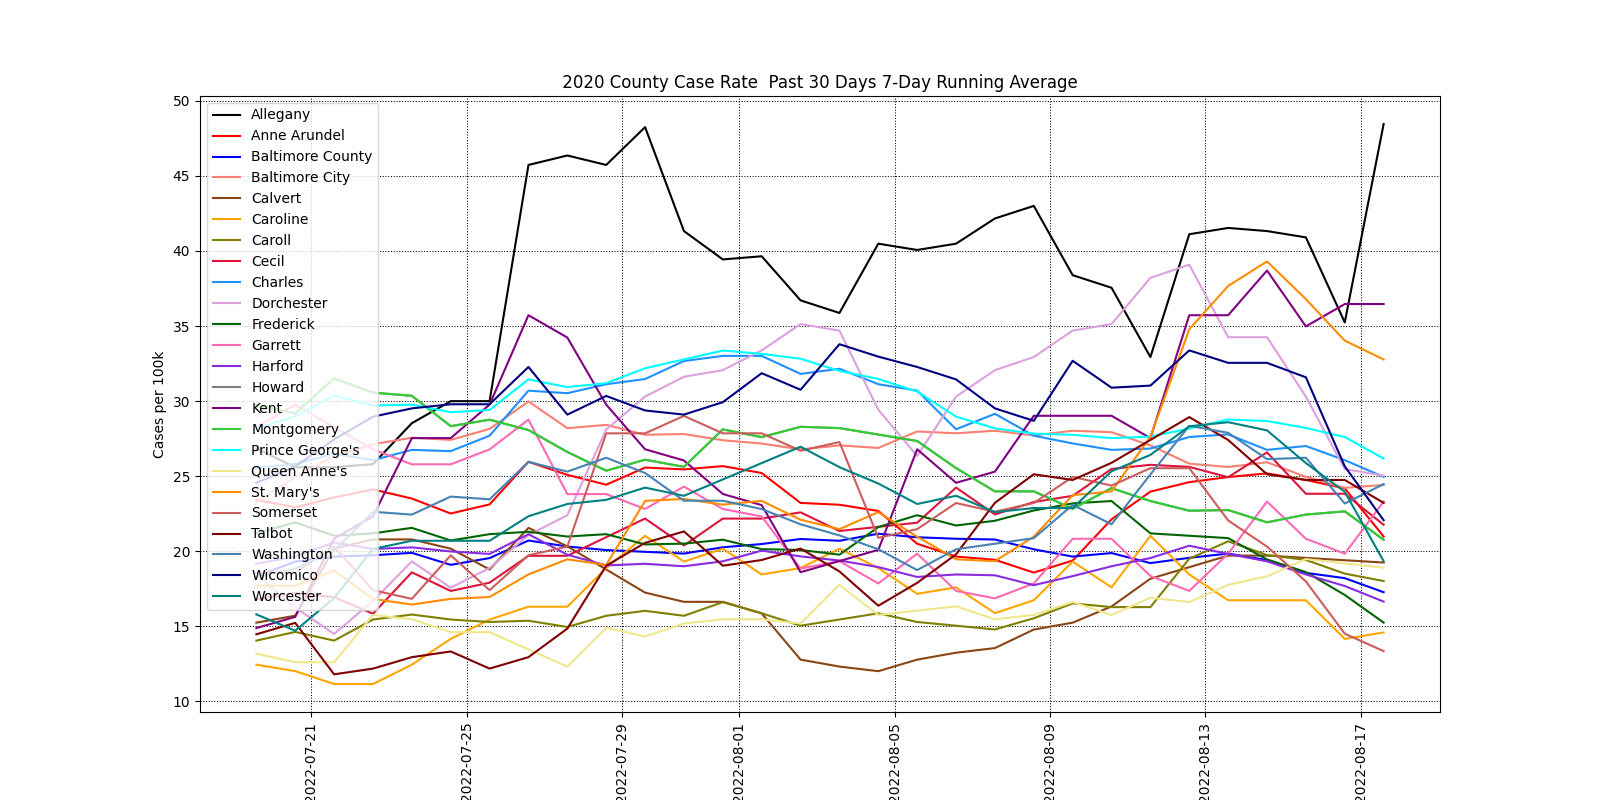 2020 County Case Rate  Past 30 Days 7-Day Running Average
Cases per 100k
50
45
40
35
30
25
20
15
10
Allegany
Anne Arundel
Baltimore County
Baltimore City
Calvert
Caroline
Caroll
Cecil
Charles
Dorchester
Frederick
Garrett
Harford
Howard
Kent
Montgomery
Prince George's
Queen Anne's
St. Mary's
Somerset
Talbot
Washington
Wicomico
Worcester
2022-07-21
2022-07-25
2022-07-29
2022-08-01
2022-08-05
2022-08-09
2022-08-13
2022-08-17